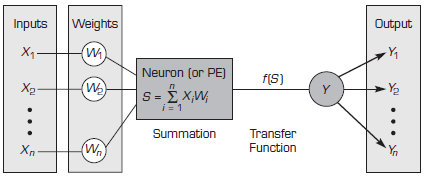 Inputs
Weights
Output
X1
W1
Y1
Neuron (or PE)
X2
W2
S = Σ XiWi
n
i = 1
f(S)
Y
Y2
Summation
Transfer
Function
Xn
Wn
Yn